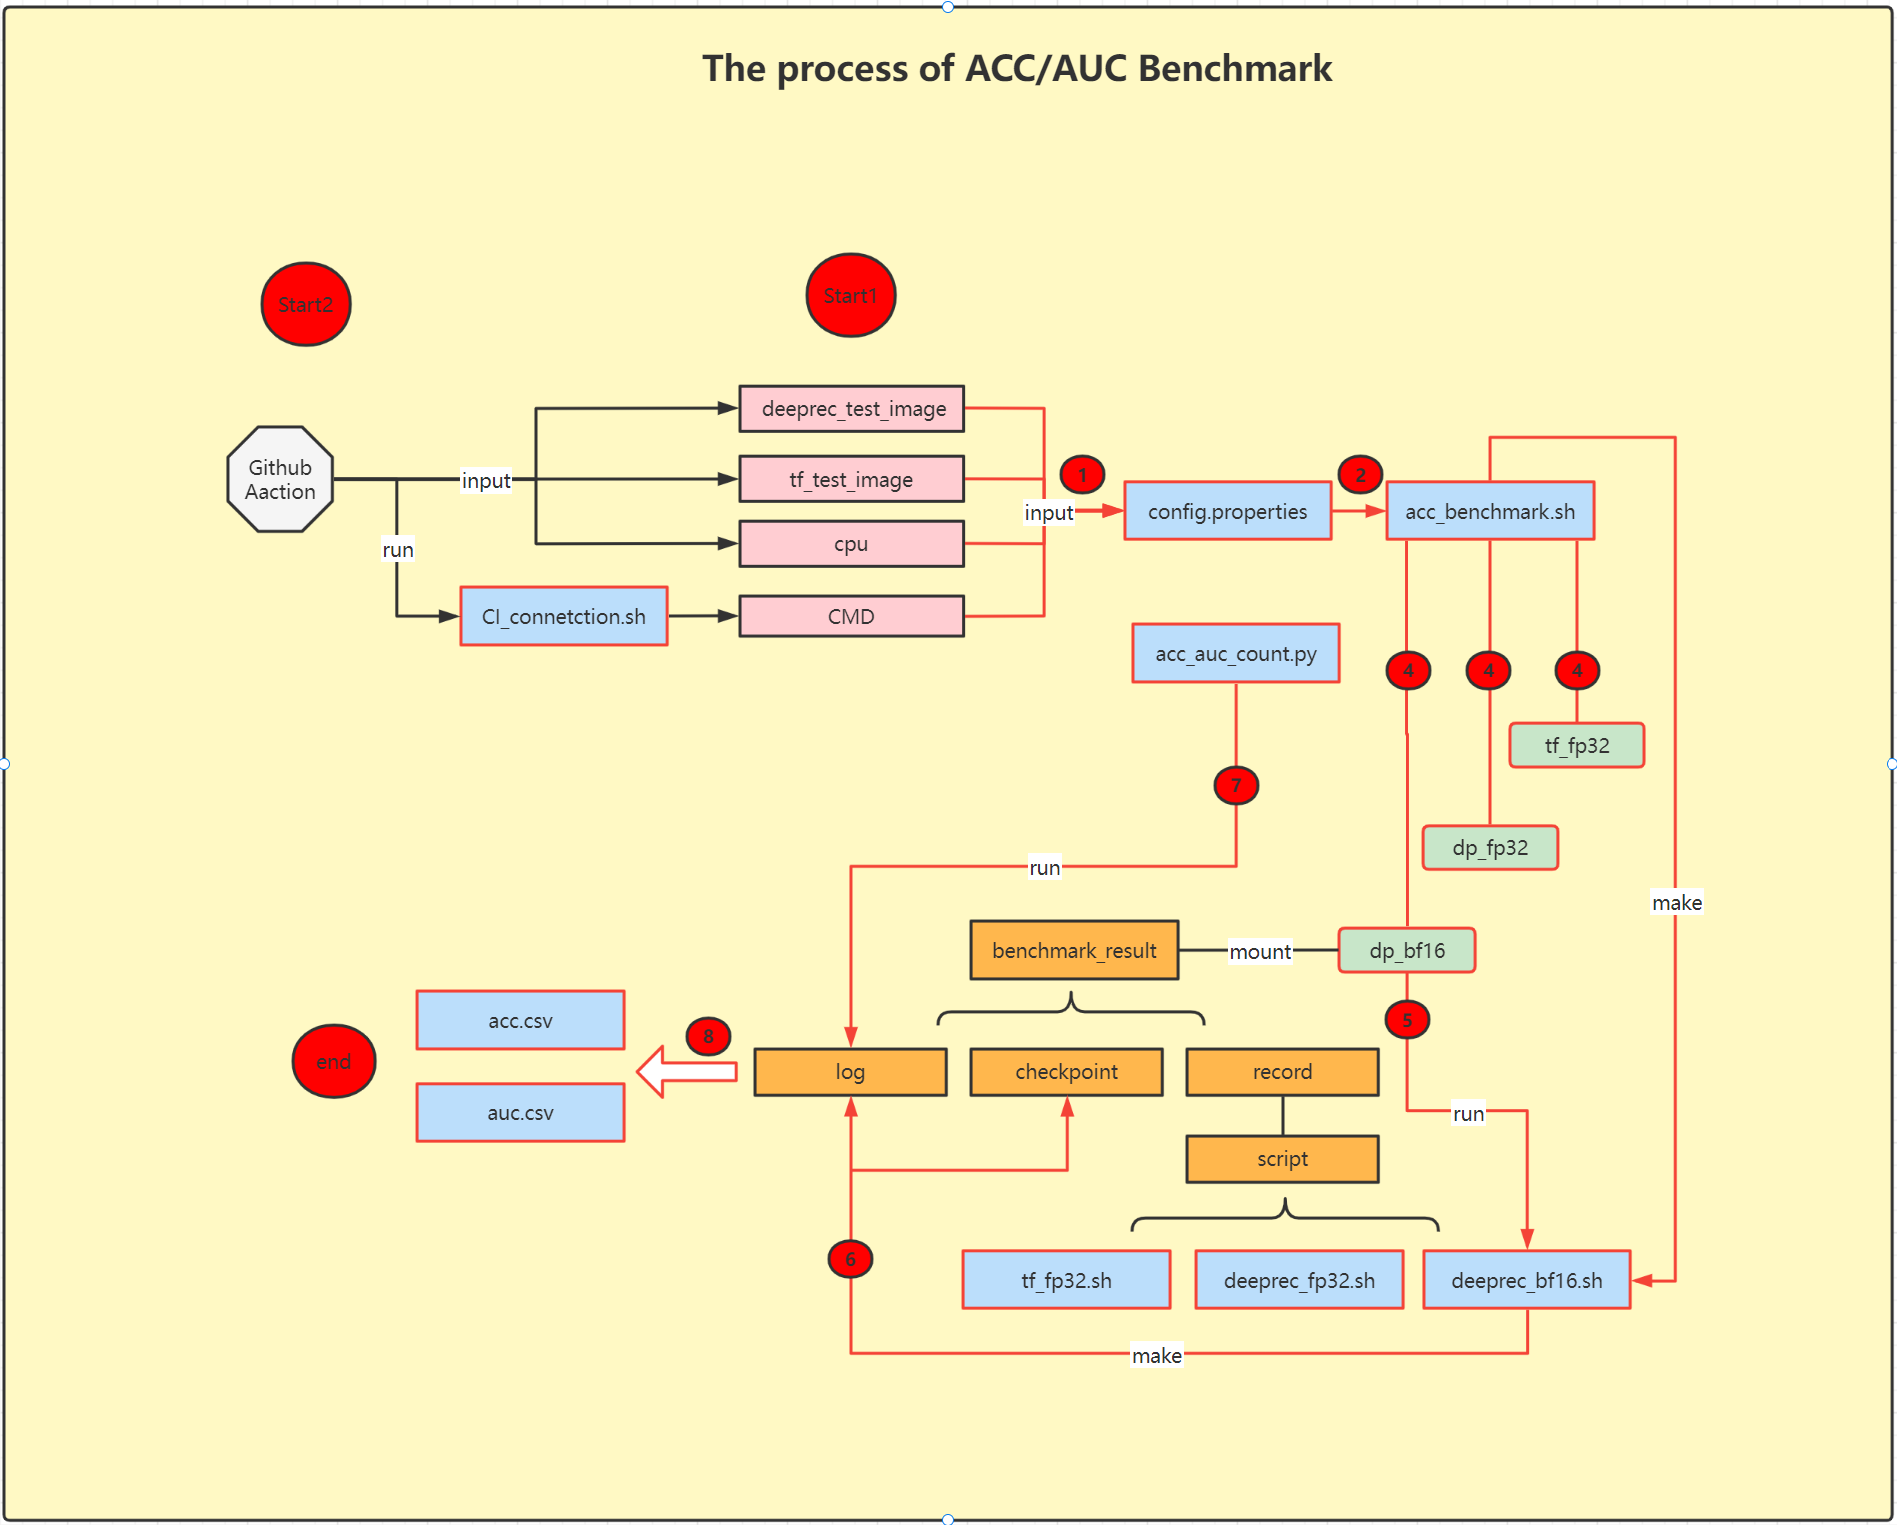 The process of ACC/AUC Benchmark
Start2
Start1
deeprec_test_image
Github
Aaction
input
tf_test_image
1
2
input
config.properties
acc_benchmark.sh
cpu
run
CI_connetction.sh
CMD
acc_auc_count.py
4
4
4
tf_fp32
7
dp_fp32
run
make
benchmark_result
mount
dp_bf16
acc.csv
8
5
end
log
checkpoint
record
auc.csv
run
script
6
tf_fp32.sh
deeprec_fp32.sh
deeprec_bf16.sh
make